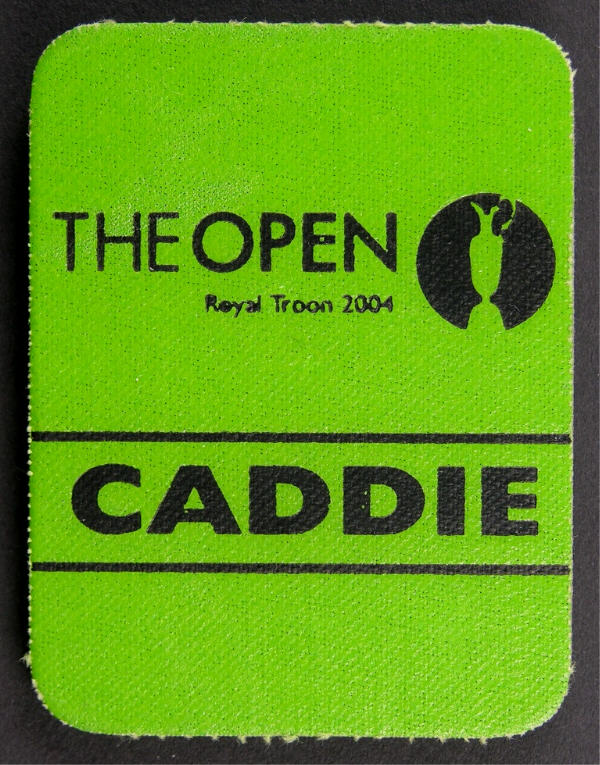 THE OPEN
Royal Troon 2004
CADDIE